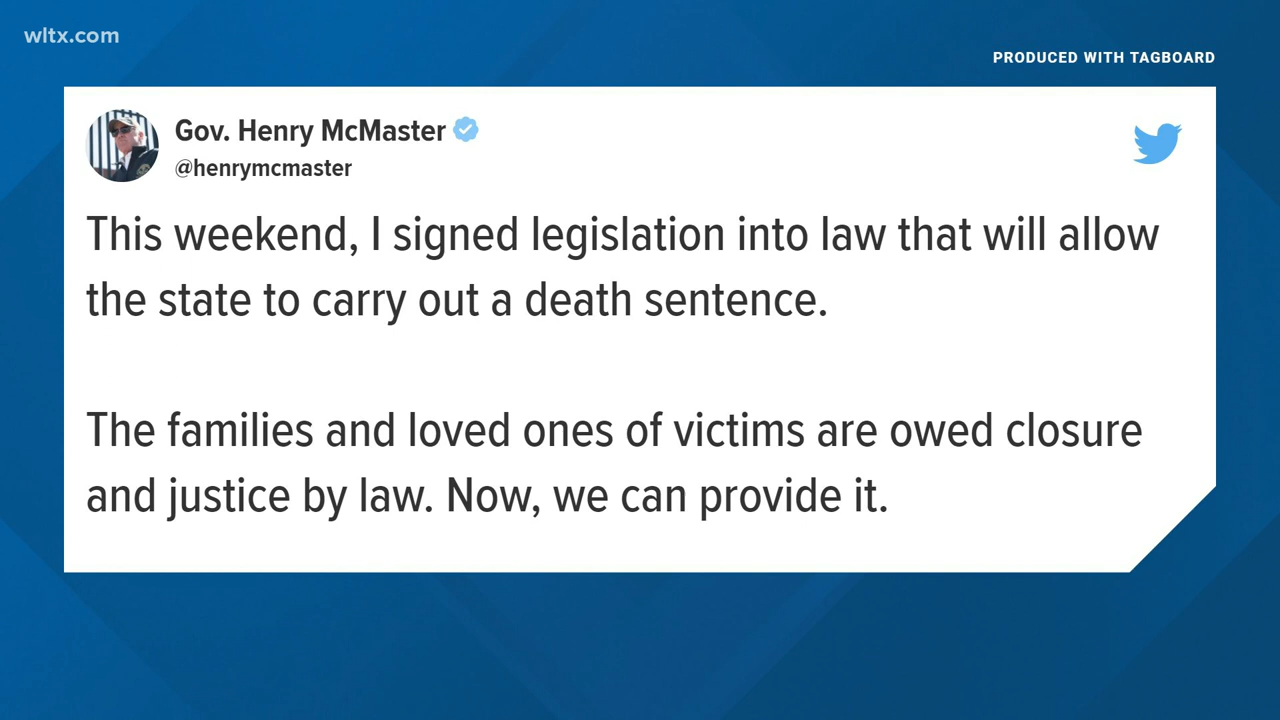 wltx.com
PRODUCED WITH TAGBOARD
Gov. Henry McMaster
@henrymcmaster
This weekend, I signed legislation into law that will allow
the state to carry out a death sentence.
The families and loved ones of victims are owed closure
and justice by law. Now, we can provide it.